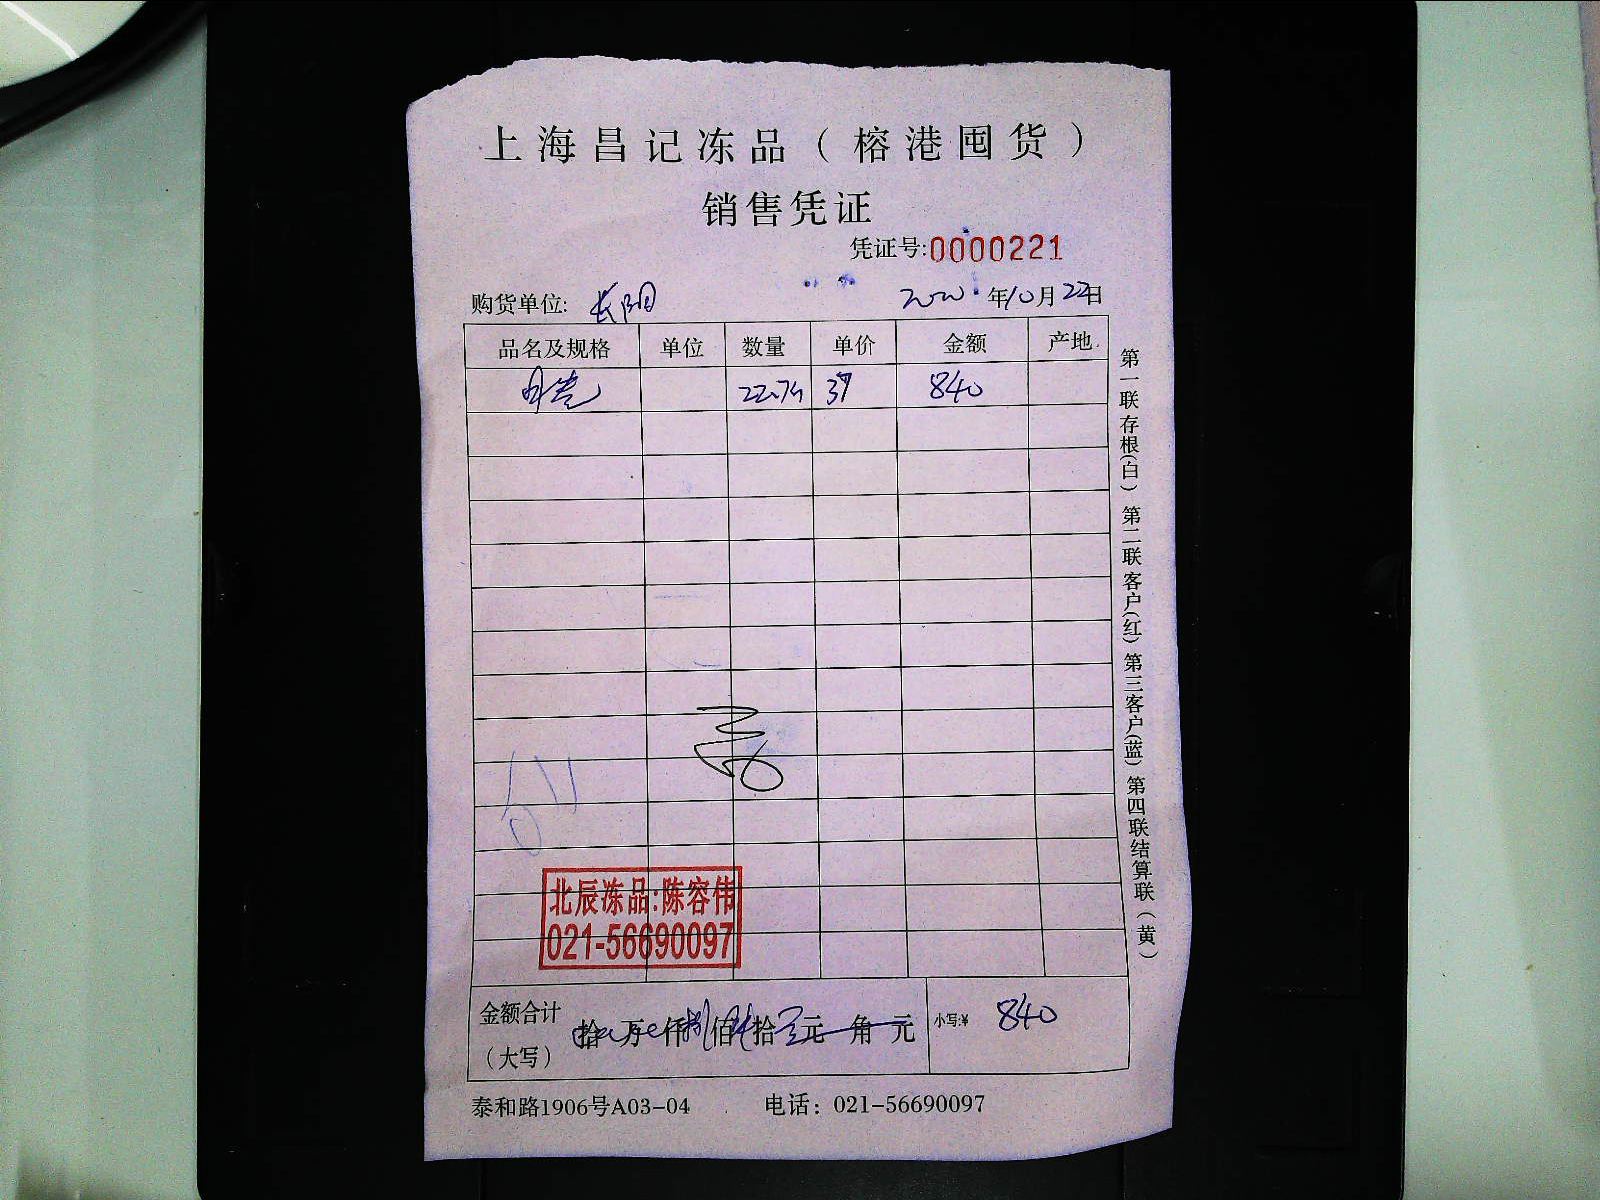 上海昌记冻品（榕港囤货）
销售凭证
凭证号:0000221
购货单位: 长阳 2020年10月22日
品名及规格 单位 数量 单价 金额 产地
22.7 37 840
北辰冻品:陈容伟
021-56690097
金额合计 拾 万 仟 佰 拾 元 角 元 小写:¥ 840
（大写）
泰和路1906号A03-04 电话：021-56690097
第一联存根(白) 第二联客户(红) 第三客户(蓝) 第四联结算联(黄)